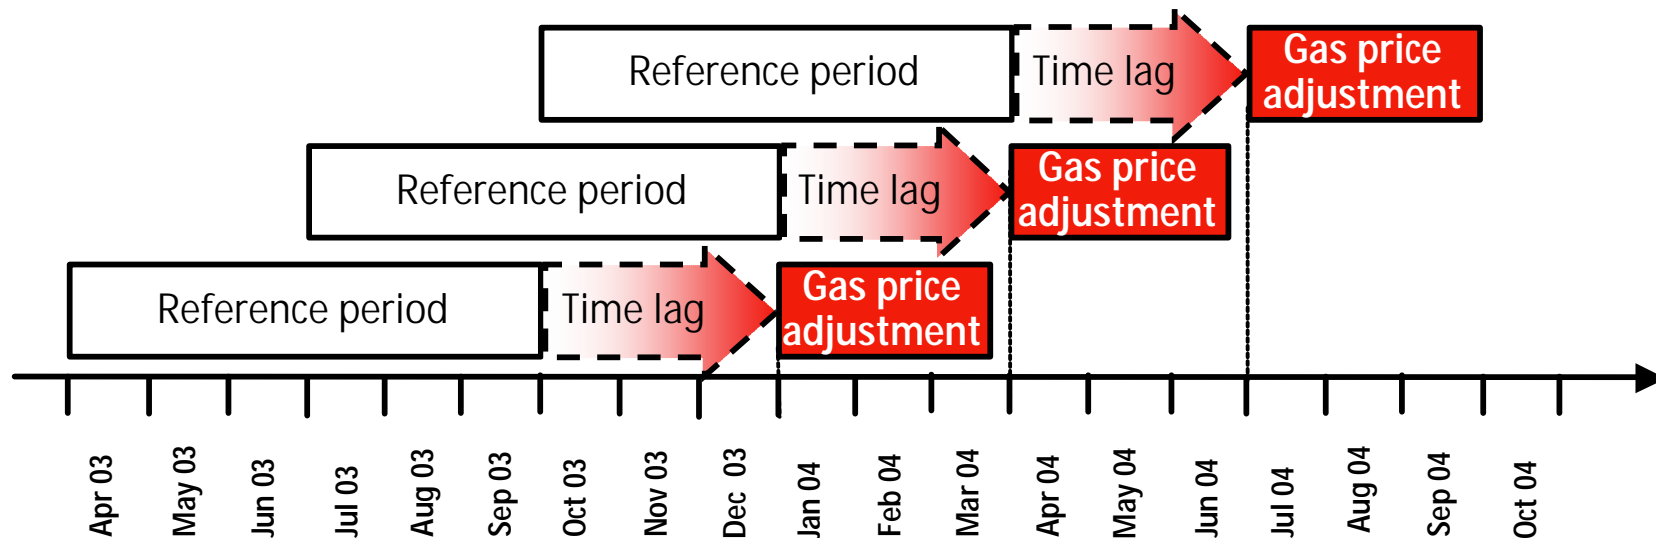 Reference period
Time lag
Gas price
adjustment
Reference period
Time lag
Gas price
adjustment
Reference period
Time lag
Gas price
adjustment
Apr 03
May 03
Jun 03
Jul 03
Aug 03
Sep 03
Oct 03
Nov 03
Dec 03
Jan 04
Feb 04
Mar 04
Apr 04
May 04
Jun 04
Jul 04
Aug 04
Sep 04
Oct 04